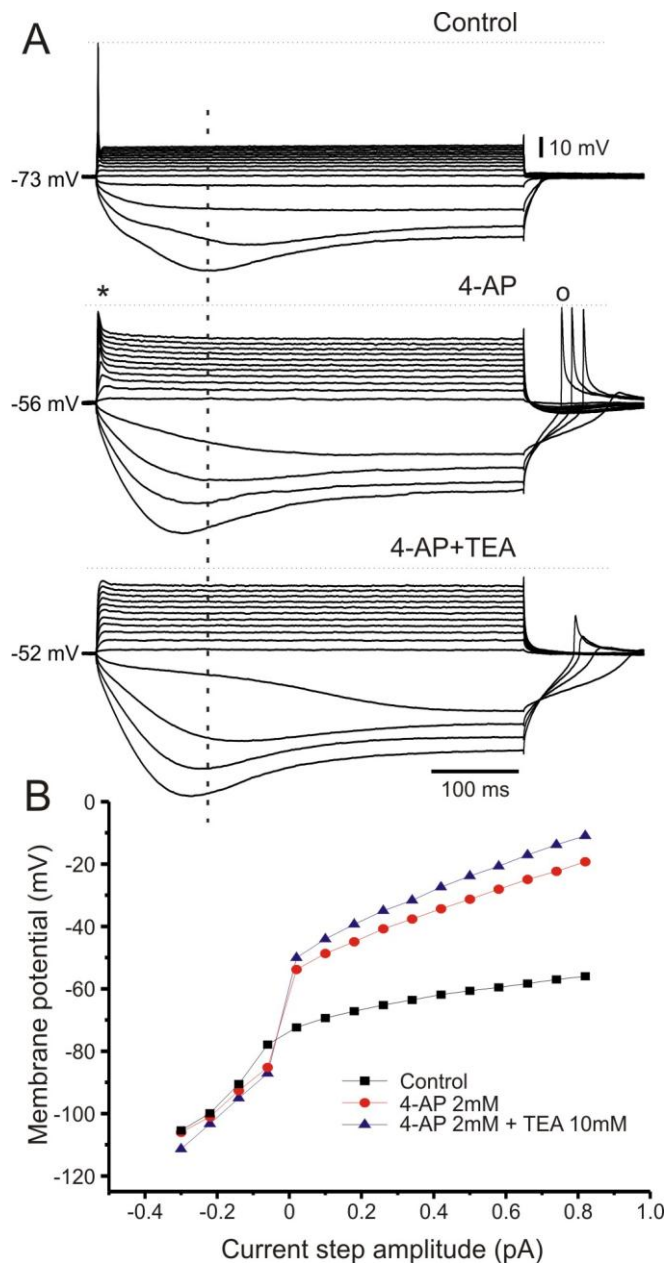 A
Control
10 mV
-73 mV
*
4-AP
o
-56 mV
4-AP+TEA
-52 mV
100 ms
B
0
-20
-40
-60
-80
-100
-120
Membrane potential (mV)
Control
4-AP 2mM
4-AP 2mM + TEA 10mM
-0.4 -0.2 0 0.2 0.4 0.6 0.8 1.0
Current step amplitude (pA)